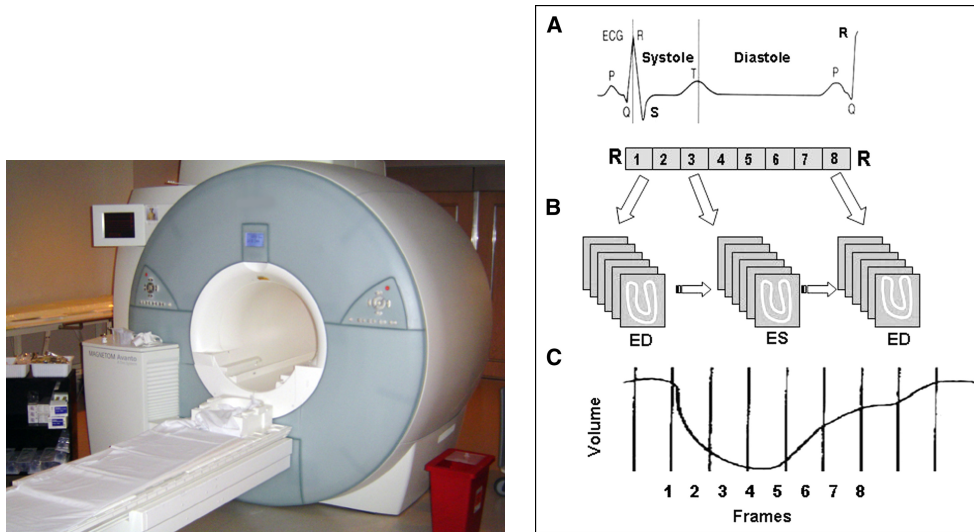 MAGNETOM Avanto
A
ECG R
R
Systole
Diastole
P
T
P
Q
S
Q
R 1 2 3 4 5 6 7 8 R
B
ED
ES
ED
C
Volume
1 2 3 4 5 6 7 8
Frames